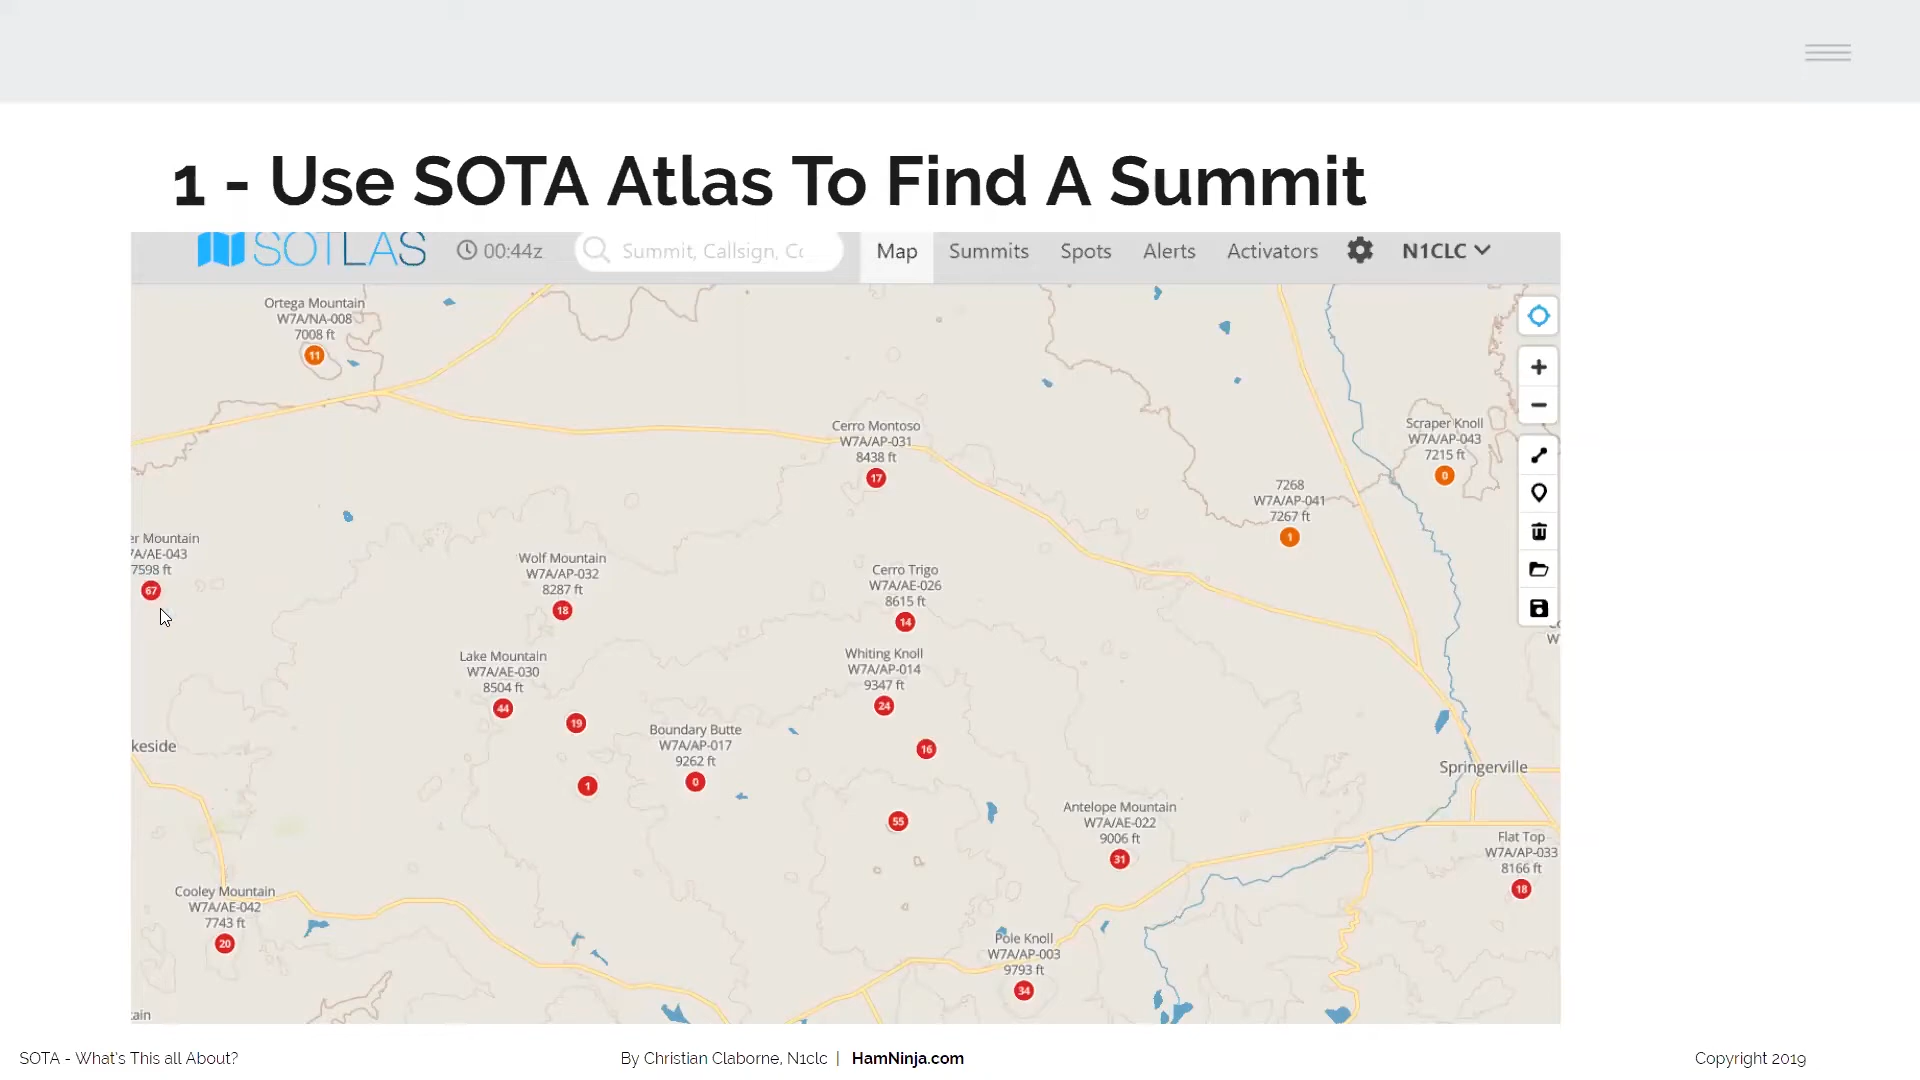 1 - Use SOTA Atlas To Find A Summit
SOTLAS
00:44z
Summit, Callsign, Cc
Map
Summits
Spots
Alerts
Activators
N1CLC
Ortega Mountain
W7A/NA-008
7008 ft
11
Cerro Montoso
W7A/AP-031
8438 ft
17
Scraper Knoll
W7A/AP-043
7215 ft
0
7268
W7A/AP-041
7267 ft
1
er Mountain
7A/AE-043
7598 ft
67
Wolf Mountain
W7A/AP-032
8287 ft
18
Cerro Trigo
W7A/AE-026
8615 ft
14
Lake Mountain
W7A/AE-030
8504 ft
44
Whiting Knoll
W7A/AP-014
9347 ft
24
19
Boundary Butte
W7A/AP-017
9262 ft
0
16
1
keside
Springerville
55
Antelope Mountain
W7A/AE-022
9006 ft
31
Flat Top
W7A/AP-033
8166 ft
18
Cooley Mountain
W7A/AE-042
7743 ft
20
Pole Knoll
W7A/AP-003
9793 ft
34
tain
SOTA - What's This all About?
By Christian Claborne, N1clc | HamNinja.com
Copyright 2019